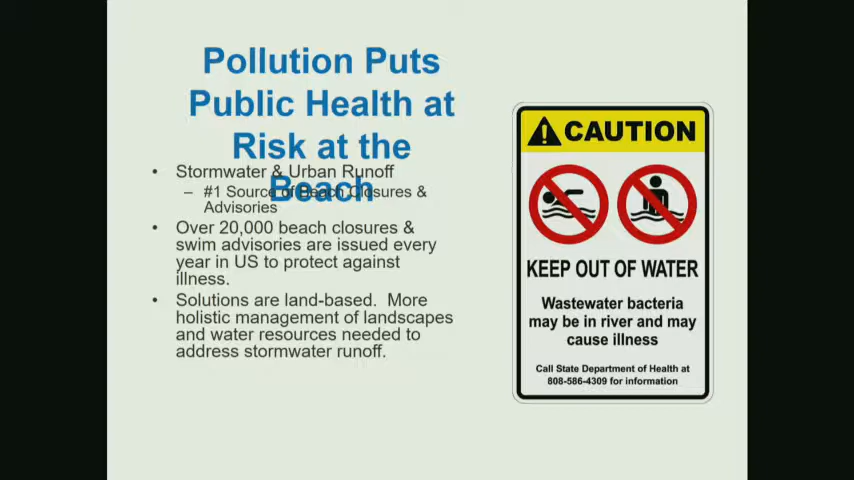 Pollution Puts
Public Health at
Risk at the
Beach
• Stormwater & Urban Runoff
– #1 Source of Beach Closures &
Advisories
• Over 20,000 beach closures &
swim advisories are issued every
year in US to protect against
illness.
• Solutions are land-based.  More
holistic management of landscapes
and water resources needed to
address stormwater runoff.
CAUTION
KEEP OUT OF WATER
Wastewater bacteria
may be in river and may
cause illness
Call State Department of Health at
808-586-4309 for information